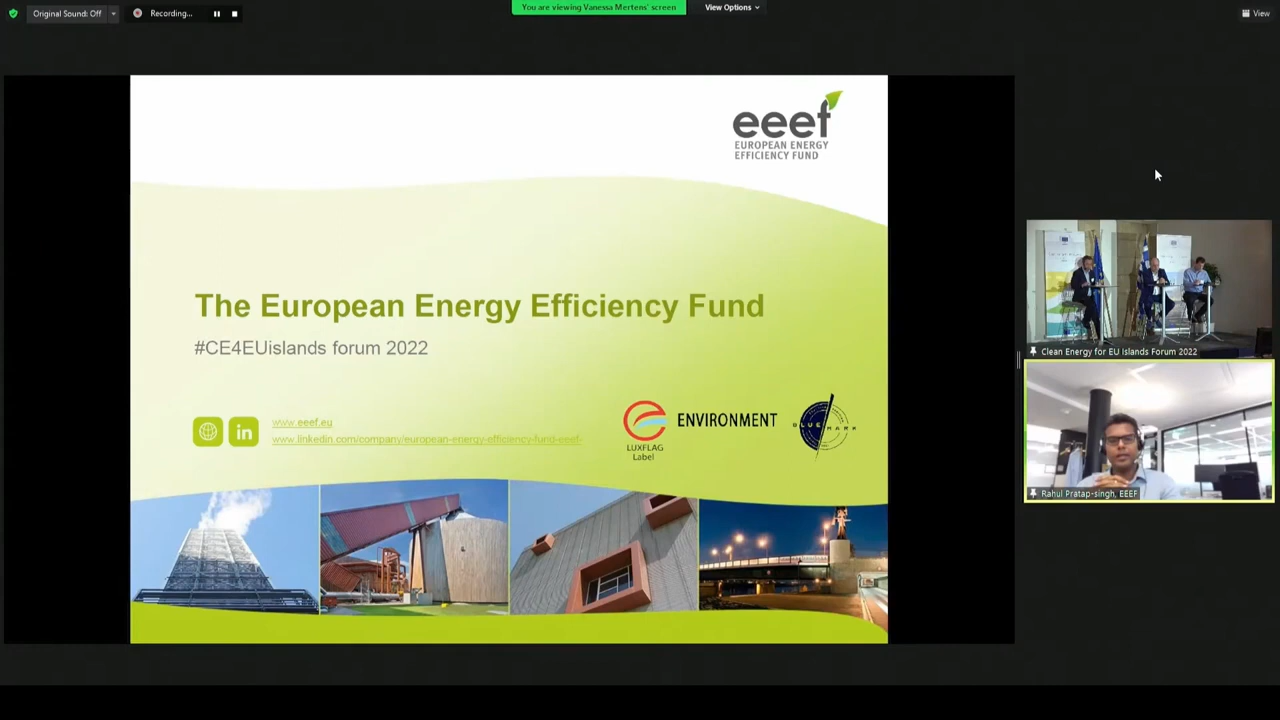 Original Sound: Off
Recording...
You are viewing Vanessa Mertens' screen
View Options
View
eeef
EUROPEAN ENERGY
EFFICIENCY FUND
The European Energy Efficiency Fund
#CE4EUislands forum 2022
www.eeef.eu
www.linkedin.com/company/european-energy-efficiency-fund-eeef-
in
LUXFLAG
Label
ENVIRONMENT
BLUEMARK
Clean Energy for EU Islands Forum 2022
Rahul Pratap-singh, EEEF